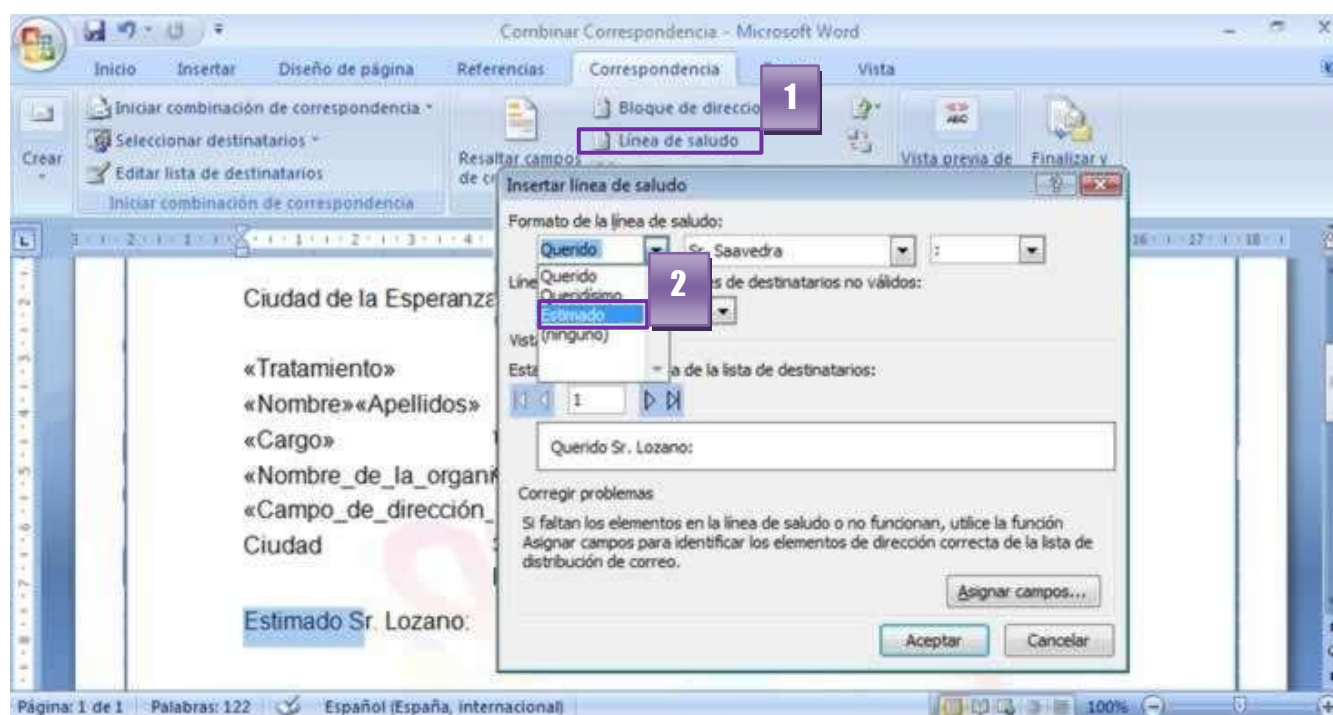 Combinar Correspondencia - Microsoft Word
Inicio Insertar Diseño de página Referencias Correspondencia Vista
1
Crear
Iniciar combinación de correspondencia
Seleccionar destinatarios
Editar lista de destinatarios
Iniciar combinación de correspondencia
Resaltar campos
Bloque de
Línea de saludo
Vista previa de
Finalizar y
Insertar línea de saludo
Formato de la línea de saludo:
Querido Sr. Saavedra :
Querido
Queridísimo
Estimado
(ninguno)
2
de destinatarios no válidos:
a de la lista de destinatarios:
1
Querido Sr. Lozano:
Corregir problemas
Si faltan los elementos en la línea de saludo o no funcionan, utilice la función
Asignar campos para identificar los elementos de dirección correcta de la lista de
distribución de correo.
Asignar campos...
Aceptar Cancelar
Ciudad de la Esperanza
«Tratamiento»
«Nombre»«Apellidos»
«Cargo»
«Nombre_de_la_organi
«Campo_de_dirección_
Ciudad
Estimado Sr. Lozano:
Página: 1 de 1 Palabras: 122 Español (España, internacional) 100%